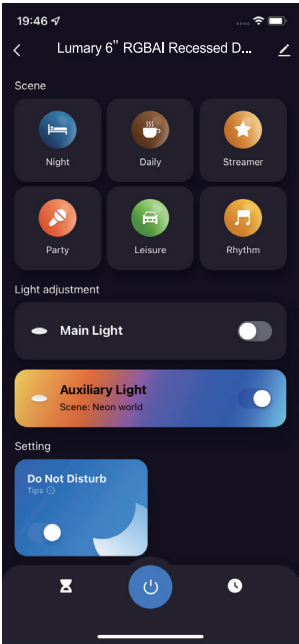 19:46
Lumary 6" RGBAI Recessed D...
Scene
Night
Daily
Streamer
Party
Leisure
Rhythm
Light adjustment
Main Light
Auxiliary Light
Scene: Neon world
Setting
Do Not Disturb
Tips